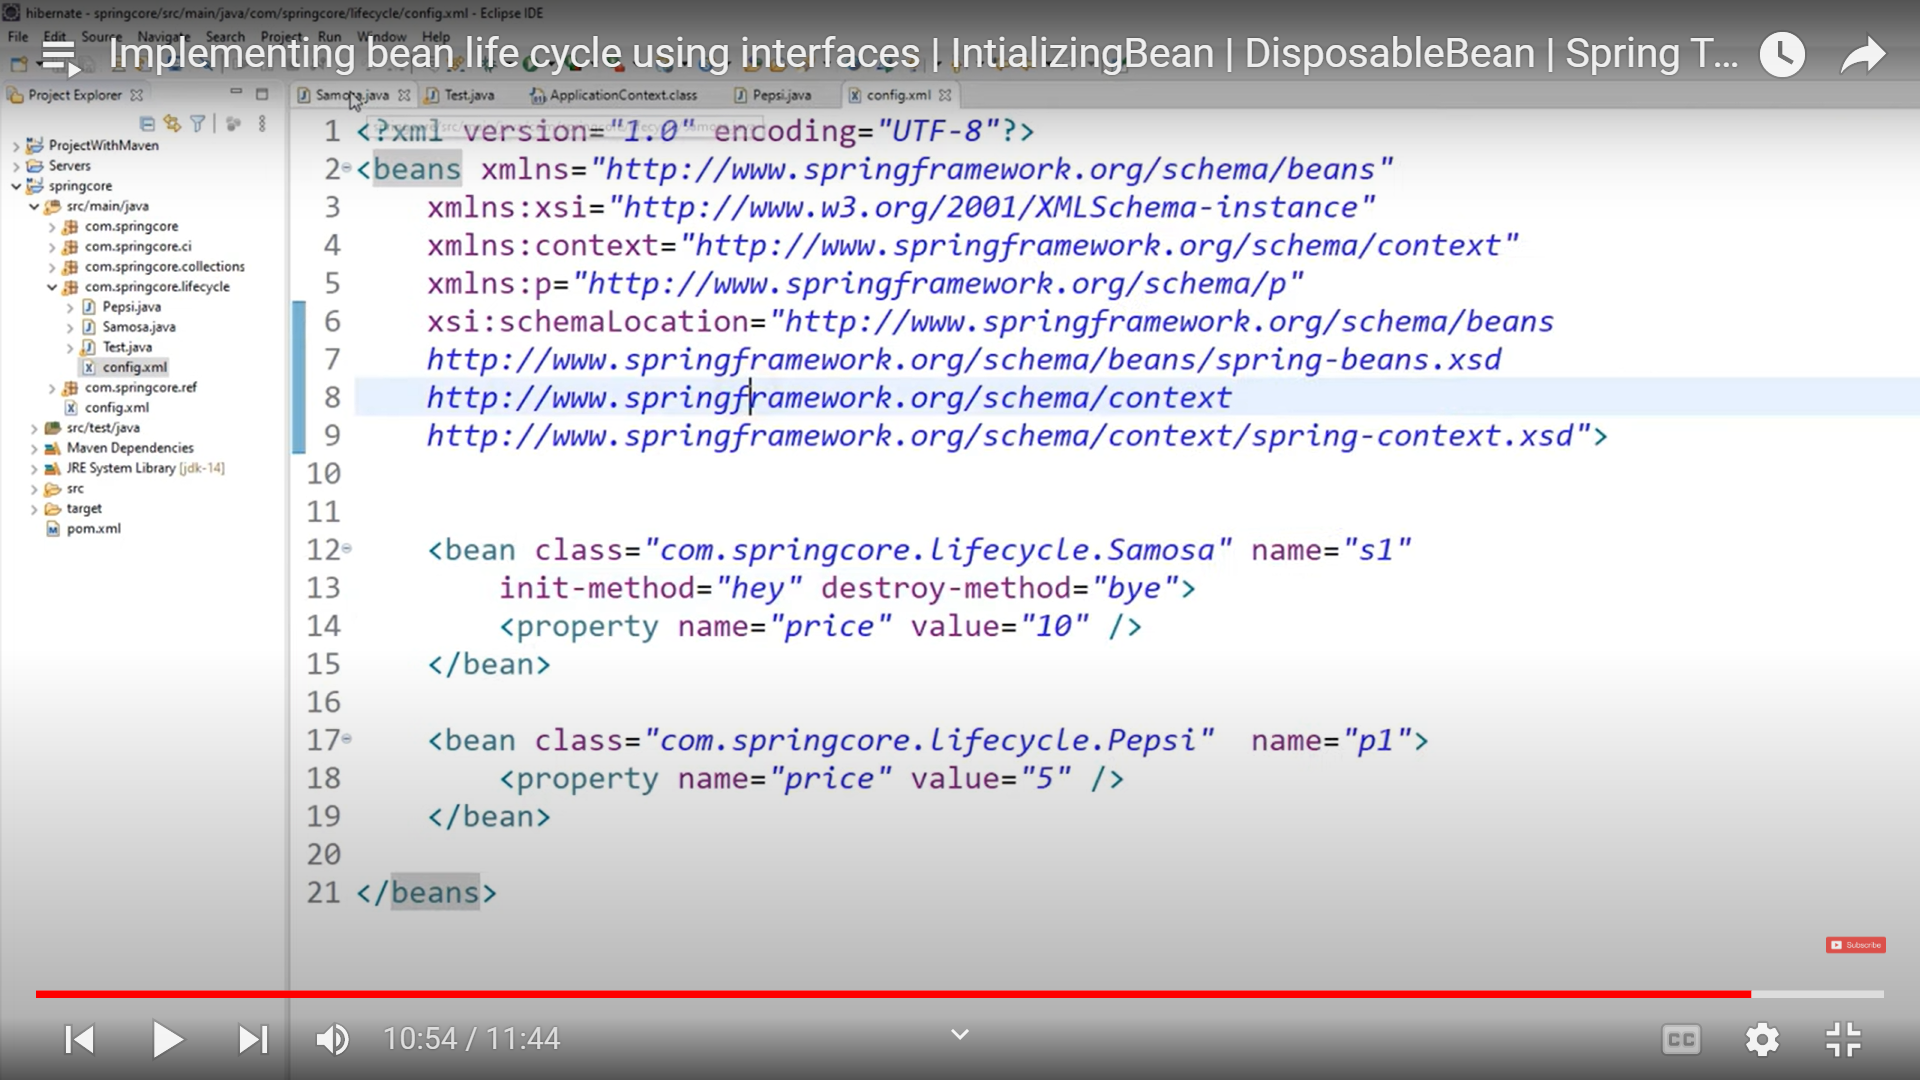 hibernate - springcore/src/main/java/com/springcore/lifecycle/config.xml - Eclipse IDE
File Edit Source Navigate Search Project Run Window Help
Implementing bean life cycle using interfaces | IntializingBean | DisposableBean | Spring T...
Project Explorer
Samosa.java Test.java ApplicationContext.class Pepsi.java config.xml
ProjectWithMaven
Servers
springcore
src/main/java
com.springcore
com.springcore.ci
com.springcore.collections
com.springcore.lifecycle
Pepsi.java
Samosa.java
Test.java
config.xml
com.springcore.ref
config.xml
src/test/java
Maven Dependencies
JRE System Library [jdk-14]
src
target
pom.xml
1 <?xml version="1.0" encoding="UTF-8"?>
2 <beans xmlns="http://www.springframework.org/schema/beans"
3 xmlns:xsi="http://www.w3.org/2001/XMLSchema-instance"
4 xmlns:context="http://www.springframework.org/schema/context"
5 xmlns:p="http://www.springframework.org/schema/p"
6 xsi:schemaLocation="http://www.springframework.org/schema/beans
7 http://www.springframework.org/schema/beans/spring-beans.xsd
8 http://www.springframework.org/schema/context
9 http://www.springframework.org/schema/context/spring-context.xsd">
10
11
12 <bean class="com.springcore.lifecycle.Samosa" name="s1"
13 init-method="hey" destroy-method="bye">
14 <property name="price" value="10" />
15 </bean>
16
17 <bean class="com.springcore.lifecycle.Pepsi" name="p1">
18 <property name="price" value="5" />
19 </bean>
20
21 </beans>
Subscribe
10:54 / 11:44
CC